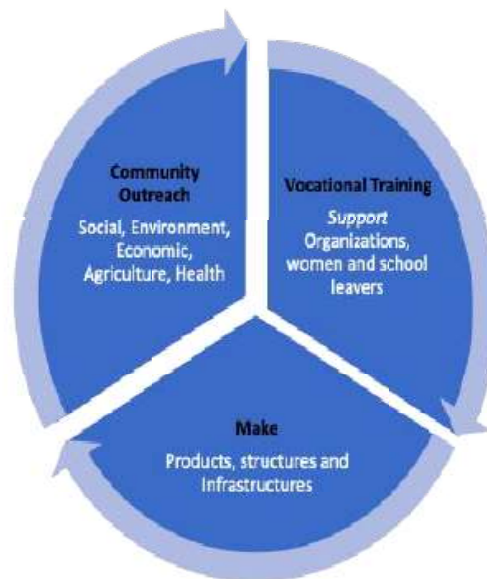 Community
Outreach
Social, Environment,
Economic,
Agriculture, Health
Vocational Training
Support
Organizations,
women and school
leavers
Make
Products, structures and
Infrastructures